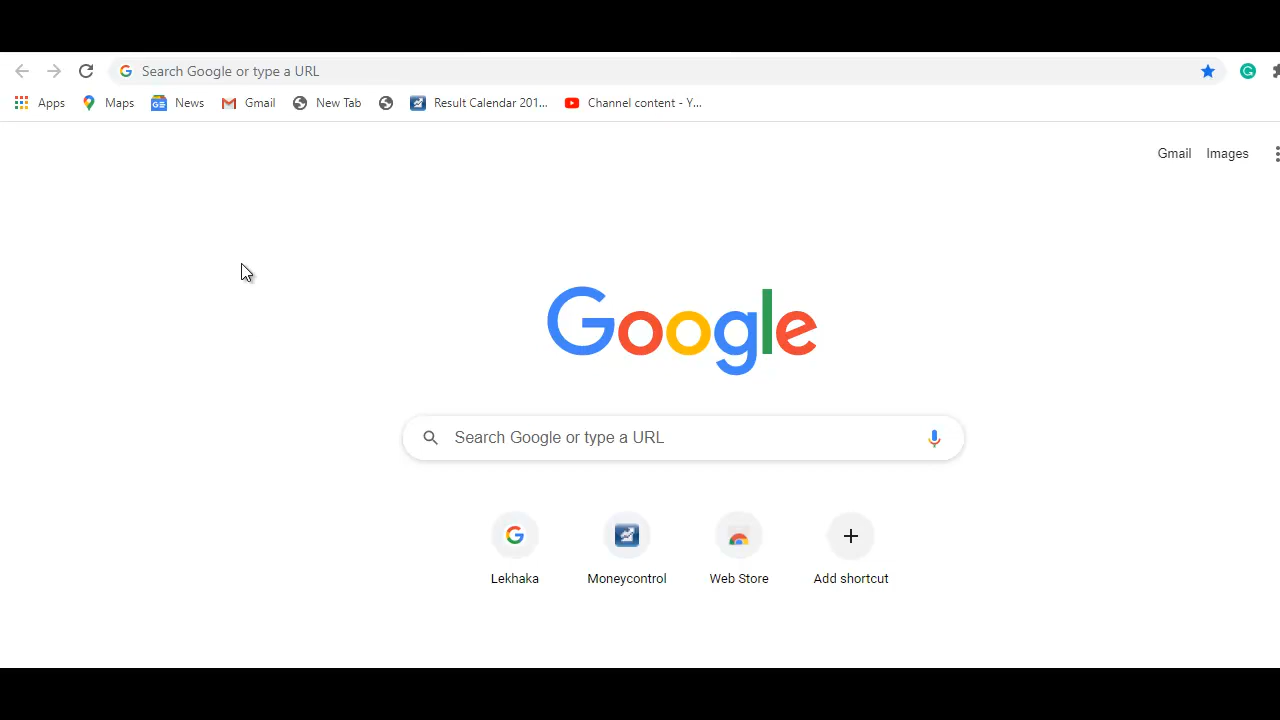 Search Google or type a URL
Apps Maps News Gmail New Tab Result Calendar 201... Channel content - Y...
Gmail Images
Google
Search Google or type a URL
Lekhaka Moneycontrol Web Store Add shortcut